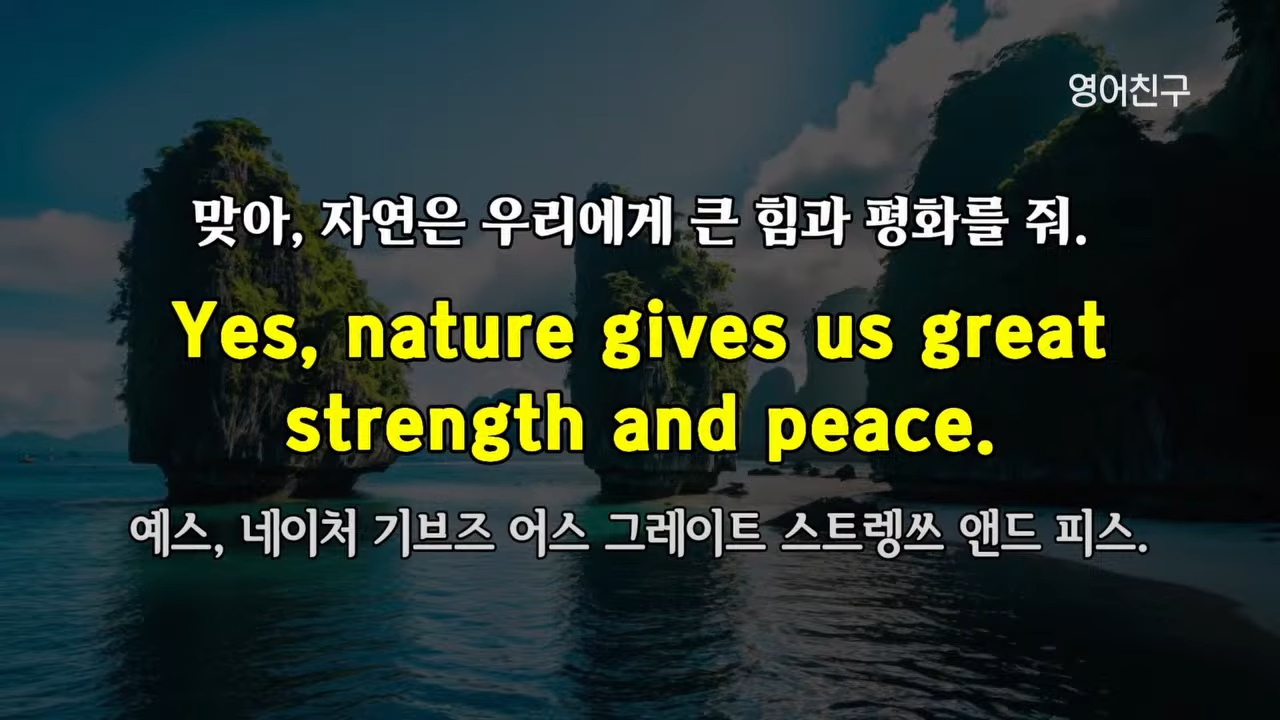 영어친구
맞아, 자연은 우리에게 큰 힘과 평화를 줘.
Yes, nature gives us great
strength and peace.
예스, 네이처 기브즈 어스 그레이트 스트렝쓰 앤드 피스.